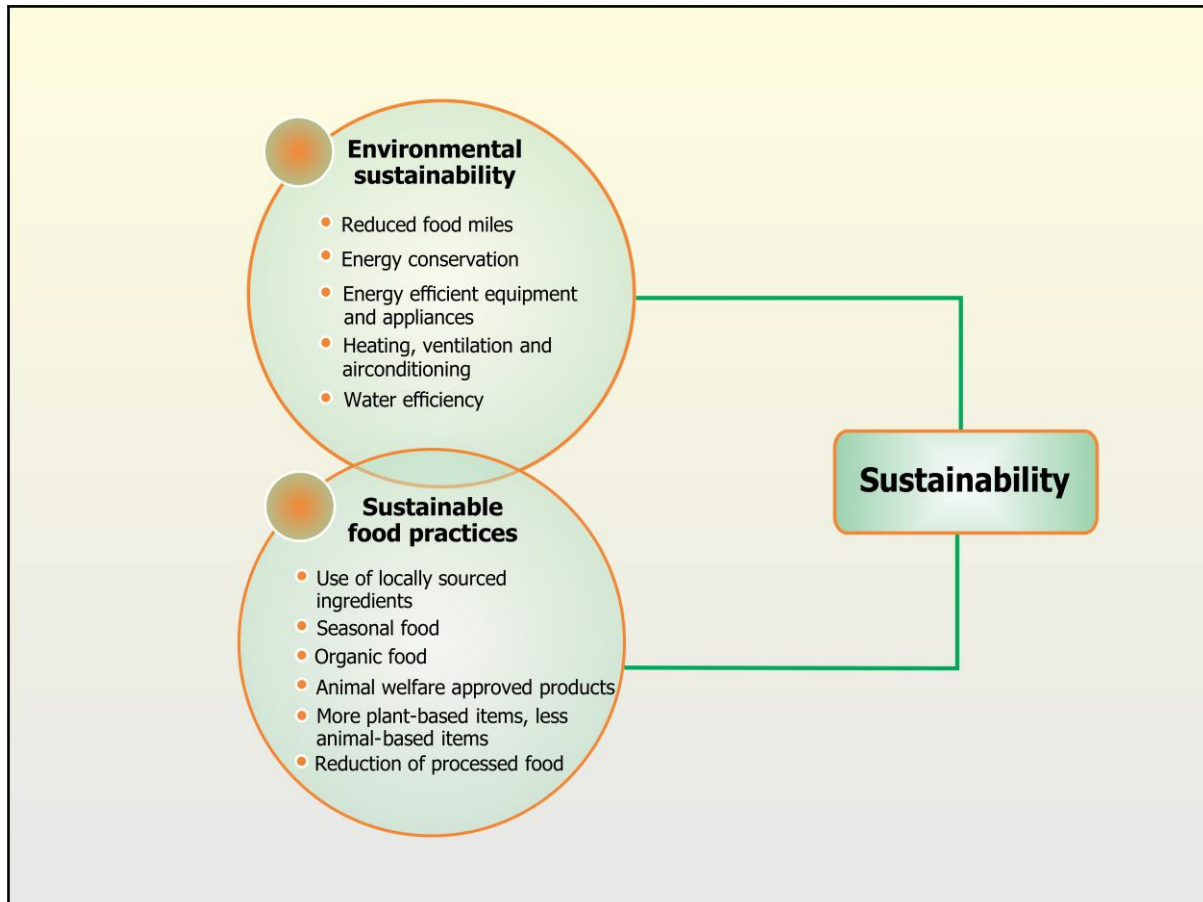 Environmental
sustainability
Reduced food miles
Energy conservation
Energy efficient equipment
and appliances
Heating, ventilation and
airconditioning
Water efficiency
Sustainable
food practices
Use of locally sourced
ingredients
Seasonal food
Organic food
Animal welfare approved products
More plant-based items, less
animal-based items
Reduction of processed food
Sustainability